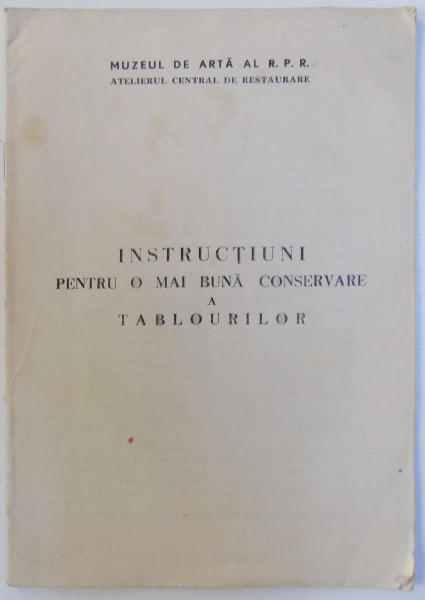 MUZEUL DE ARTĂ AL R. P. R.
ATELIERUL CENTRAL DE RESTAURARE
INSTRUCȚIUNI
PENTRU O MAI BUNĂ CONSERVARE
A
TABLOURILOR